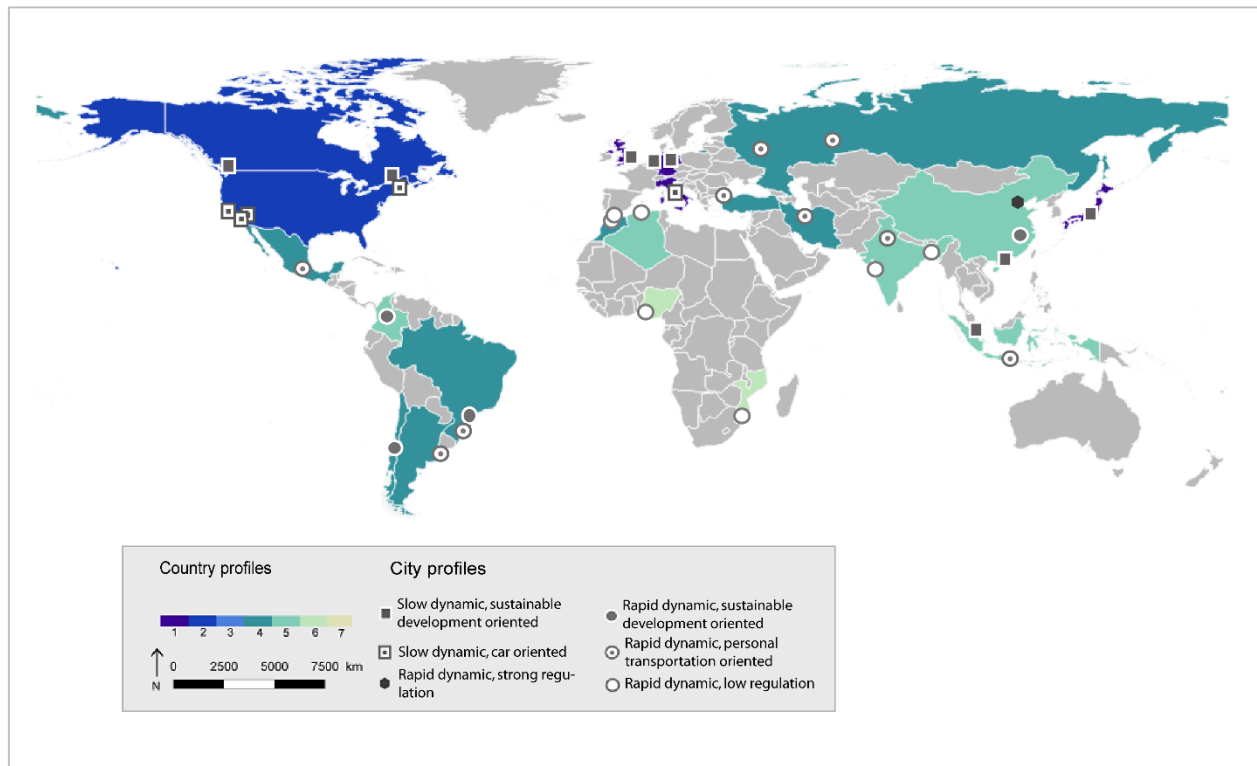 Country profiles
1 2 3 4 5 6 7
N
0 2500 5000 7500 km
City profiles
Slow dynamic, sustainable
development oriented
Slow dynamic, car oriented
Rapid dynamic, strong regu-
lation
Rapid dynamic, sustainable
development oriented
Rapid dynamic, personal
transportation oriented
Rapid dynamic, low regulation